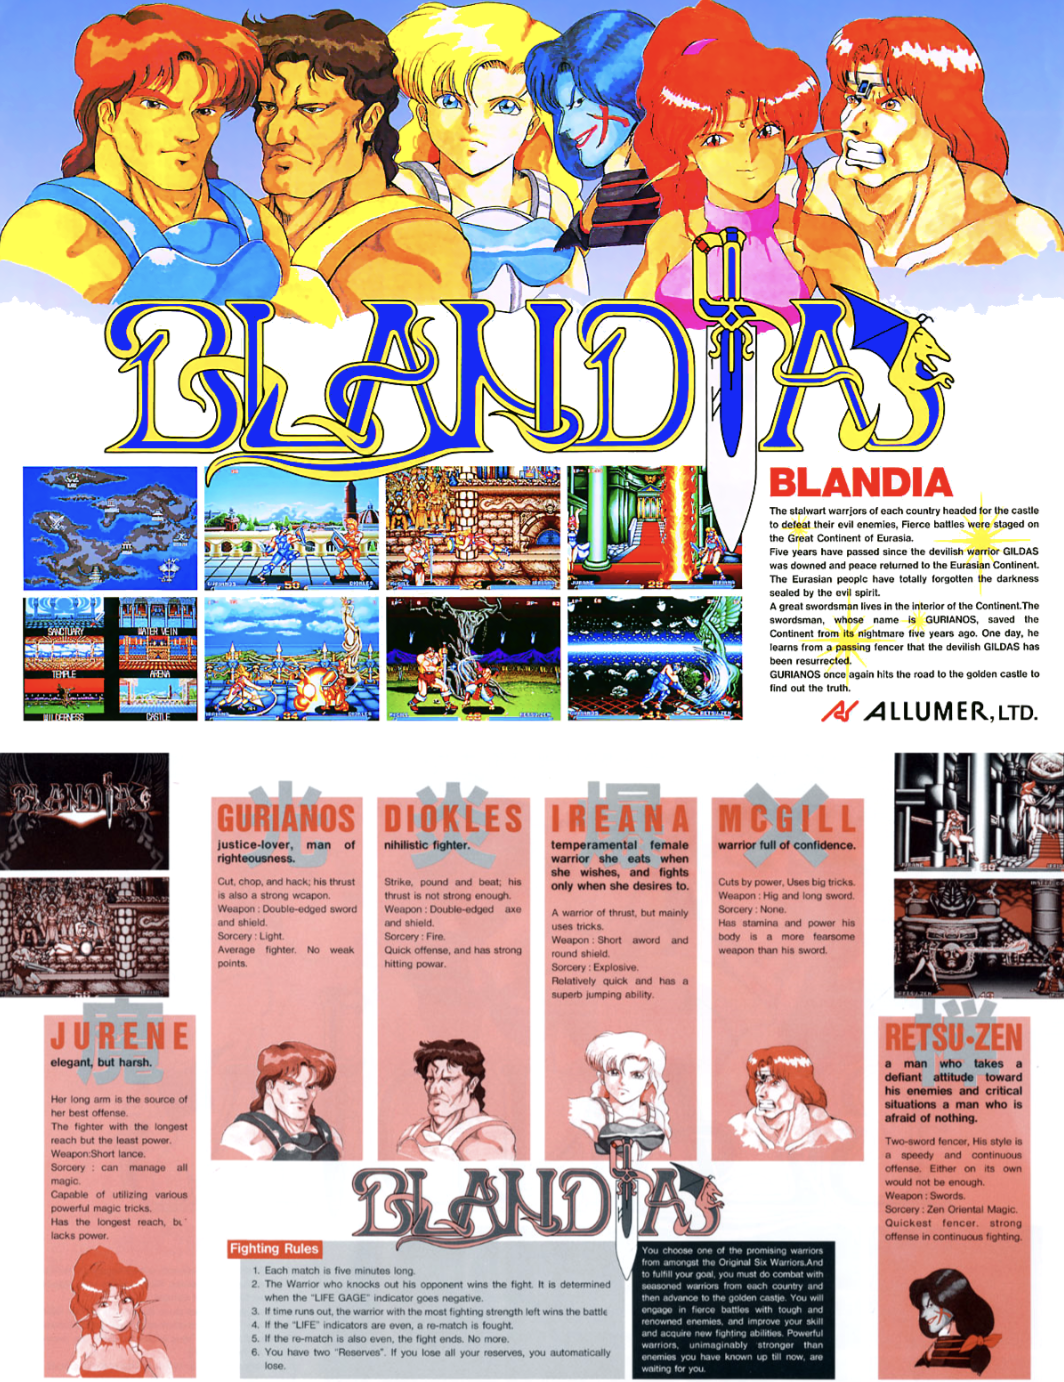 BLANDIA
BLANDIA
The stalwart warrjors of each country headed for the castle
to defeat their evil enemies, Fierce battles were staged on
the Great Continent of Eurasia.
Five years have passed since the devilish warrior GILDAS
was downed and peace returned to the Eurasian Continent.
The Eurasian people have totally forgotten the darkness
sealed by the evil spiril.
A great swordsman lives in the interior of the Continent.The
swordsman, whose name is GURIANOS, saved the
Continent from its nightmare five years ago. One day, he
learns from a passing fencer that the devilish GILDAS has
been resurrected.
GURIANOS once again hits the road to the golden castle to
find out the truth.
ALLUMER, LTD.
SANCTUARY
WATER VEIN
TEMPLE
ARENA
WILDERNESS
CASTLE
BLANDIA
光
GURIANOS
justice-lover, man of
righteousness.
Cut, chop, and hack; his thrust
is also a strong weapon.
Weapon : Double-edged sword
and shield.
Sorcery : Light.
Average fighter. No weak
points.
炎
DIOKLES
nihilistic fighter.
Strike, pound and beat; his
thrust is not strong enough.
Weapon : Double-edged axe
and shield.
Sorcery : Fire.
Quick offense, and has strong
hitting powar.
爆
IREANA
temperamental female
warrior she eats when
she wishes, and fights
only when she desires to.
A warrior of thrust, but mainly
uses tricks.
Weapon : Short aword and
round shield.
Sorcery : Explosive.
Relatively quick and has a
superb jumping ability.
MCGILL
warrior full of confidence.
Cuts by power, Uses big tricks.
Weapon : Hig and long sword.
Sorcery : None.
Has stamina and power his
body is a more fearsome
weapon than his sword.
魔
JURENE
elegant, but harsh.
Her long arm is the source of
her best offense.
The fighter with the longest
reach but the least power.
Weapon:Short lance.
Sorcery : can manage all
magic.
Capable of utilizing various
powerful magic tricks.
Has the longest reach, bu
lacks power.
RETSU•ZEN
a man who takes a
defiant attitude toward
his enemies and critical
situations a man who is
afraid of nothing.
Two-sword fencer, His style is
a speedy and continuous
offense. Either on its own
would not be enough.
Weapon : Swords.
Sorcery : Zen Oriental Magic.
Quickest fencer. strong
offense in continuous fighting.
BLANDIA
Fighting Rules
1. Each match is five minutes long.
2. The Warrior who knocks out his opponent wins the fight. It is determined
when the "LIFE GAGE" indicator goes negative.
3. If time runs out, the warrior with the most fighting strength left wins the battle
4. If the "LIFE" indicators are even, a re-match is fought.
5. If the re-match is also even, the fight ends. No more.
6. You have two "Reserves". If you lose all your reserves, you automatically
lose.
You choose one of the promising warriors
from amongst the Original Six Warriors.And
to fulfill your goal, you must do combat with
seasoned warriors from each country and
then advance to the golden castje. You will
engage in fierce battles with tough and
renowned enemies, and improve your skill
and acquire new fighting abilities. Powerful
warriors, unimaginably stronger than
enemies you have known up till now, are
waiting for you.